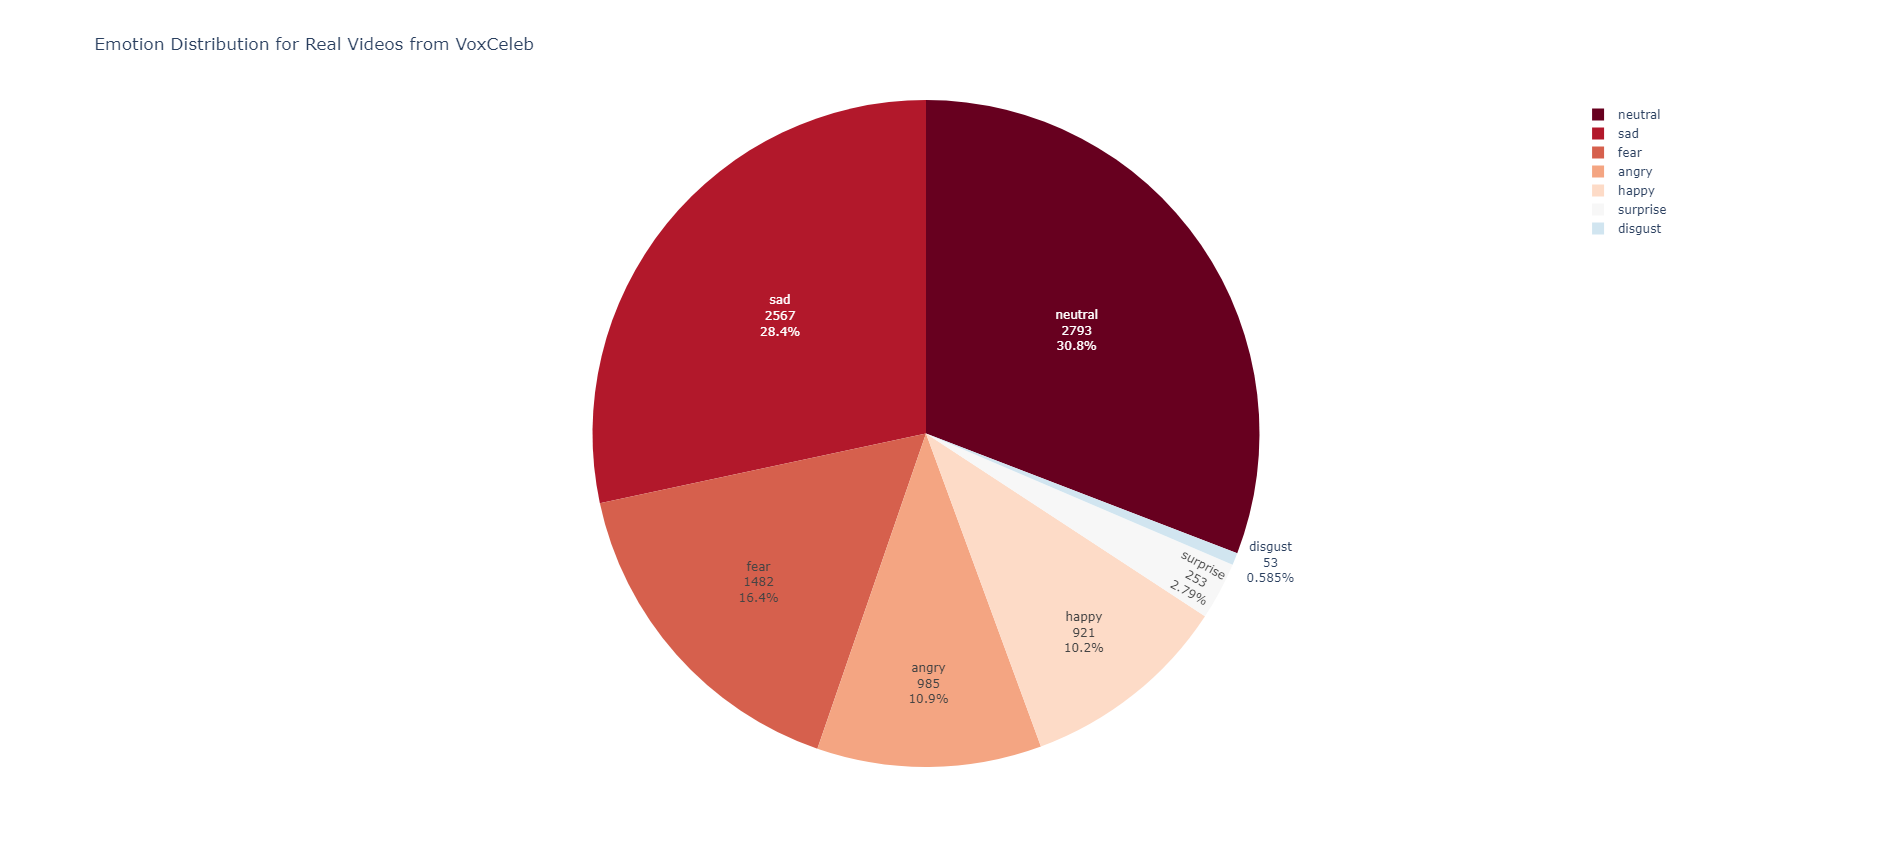 Emotion Distribution for Real Videos from VoxCeleb
neutral
sad
fear
angry
happy
surprise
disgust
sad
2567
28.4%
neutral
2793
30.8%
fear
1482
16.4%
angry
985
10.9%
happy
921
10.2%
surprise
253
2.79%
disgust
53
0.585%